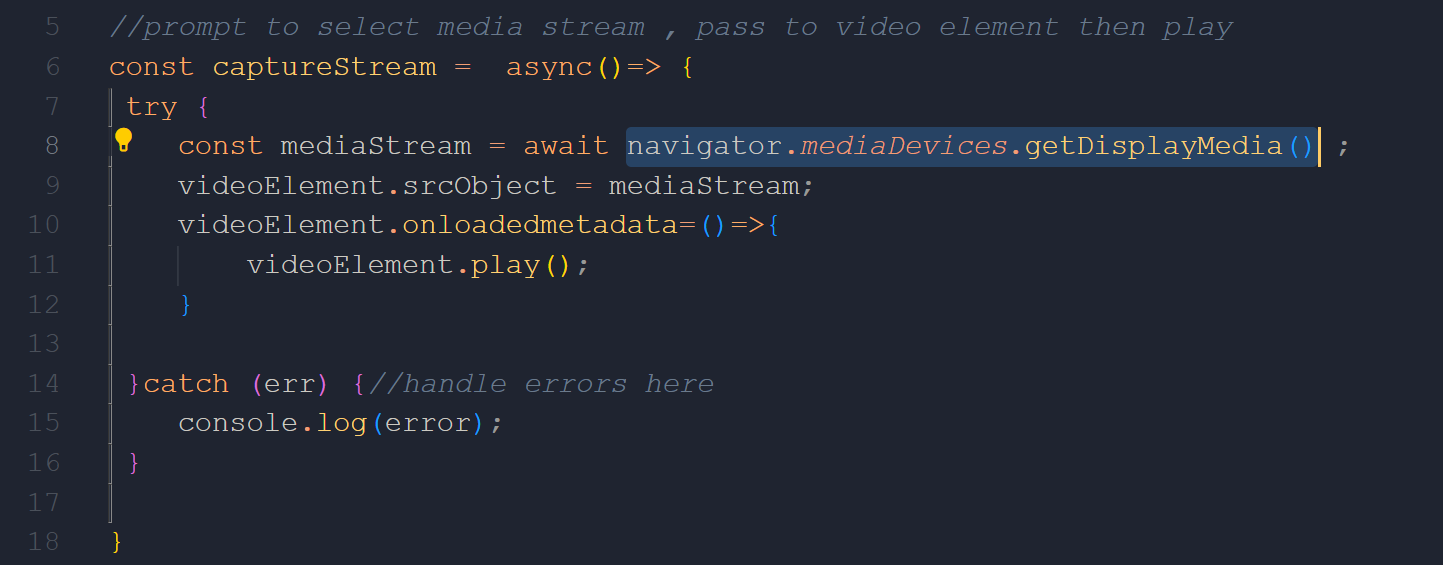 5 //prompt to select media stream , pass to video element then play
6 const captureStream =  async()=> {
7  try {
8    const mediaStream = await navigator.mediaDevices.getDisplayMedia() ;
9    videoElement.srcObject = mediaStream;
10    videoElement.onloadedmetadata=()=>{
11        videoElement.play();
12    }
13
14  }catch (err) {//handle errors here
15    console.log(error);
16  }
17
18 }